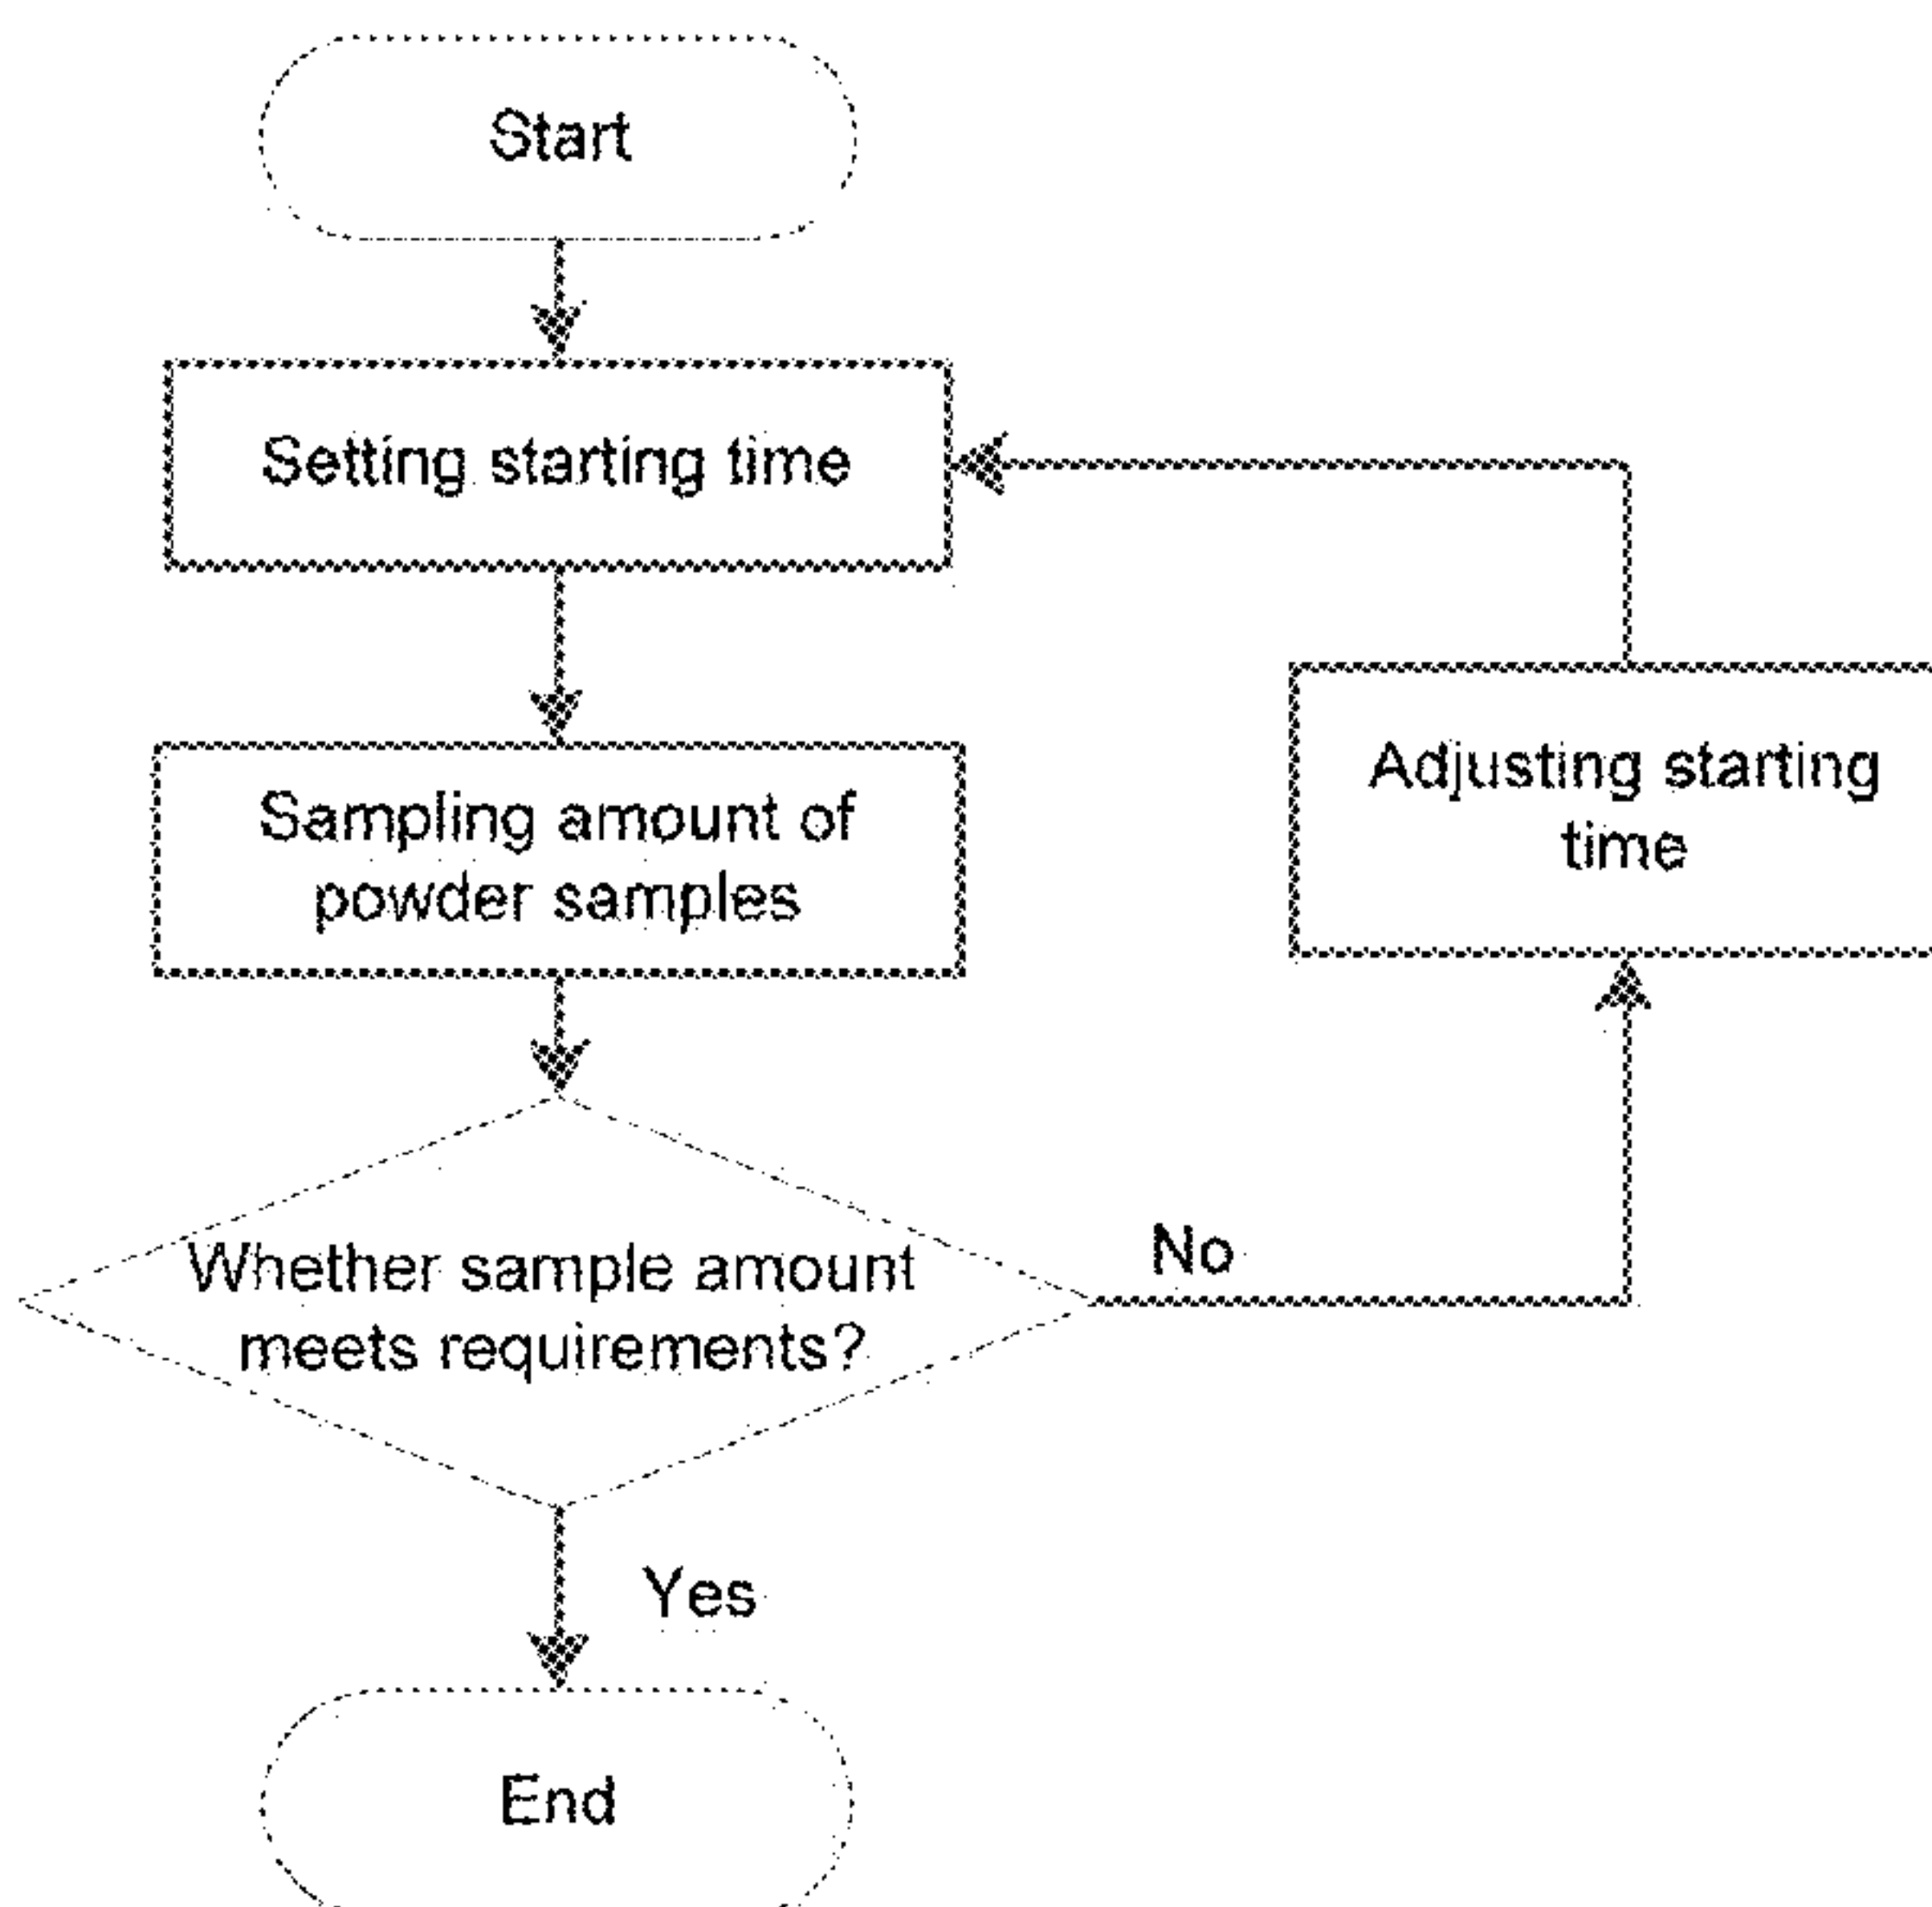 Start
Setting starting time
Sampling amount of
powder samples
Adjusting starting
time
Whether sample amount
meets requirements?
No
Yes
End